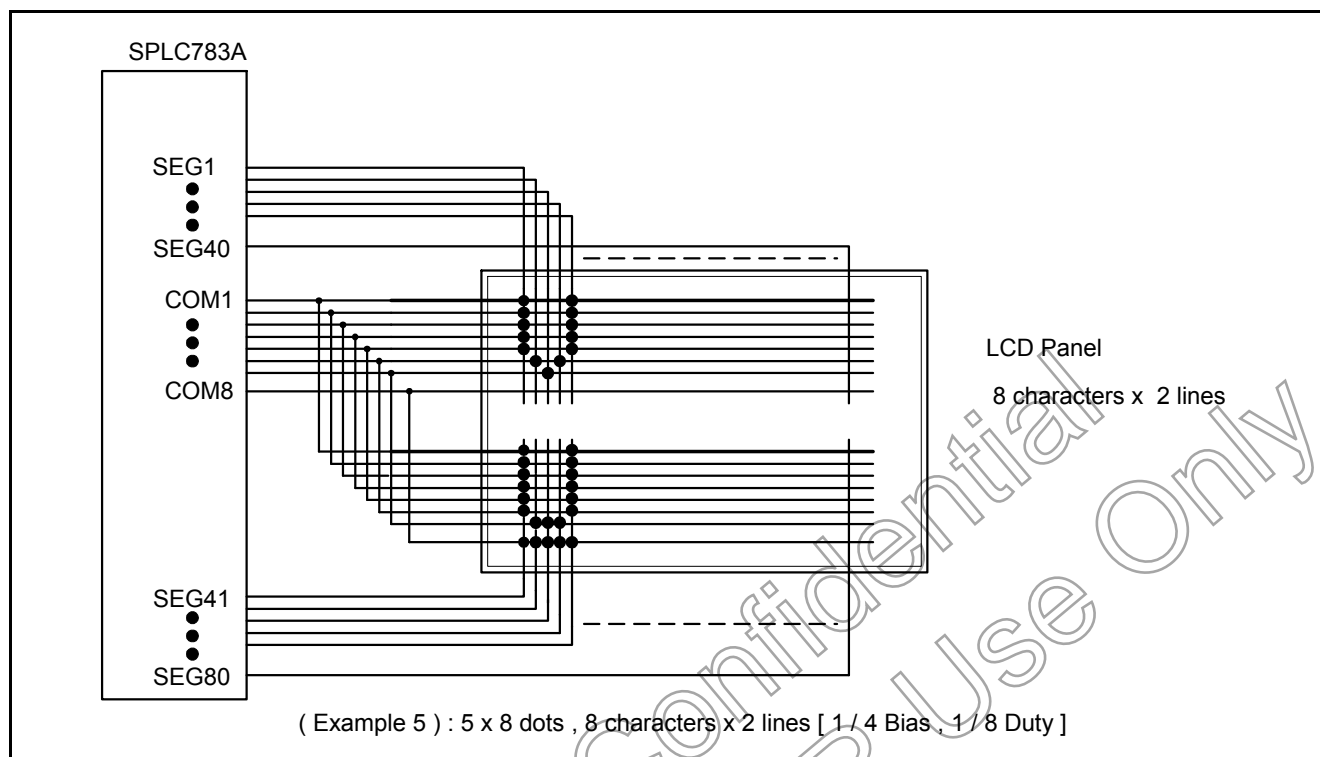 SPLC783A
SEG1
SEG40
COM1
COM8
LCD Panel
8 characters x 2 lines
SEG41
SEG80
( Example 5 ) : 5 x 8 dots , 8 characters x 2 lines [ 1 / 4 Bias , 1 / 8 Duty ]
Confidential
Use Only